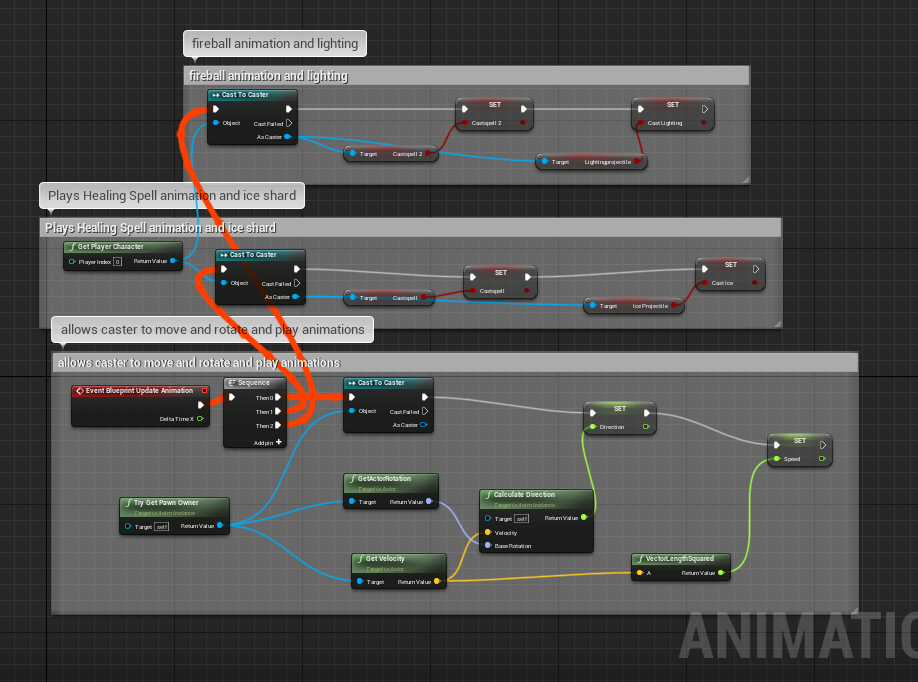 fireball animation and lighting
fireball animation and lighting
Cast To Caster
Object
Cast Failed
As Caster
Target
Castspell 2
SET
Castspell 2
Target
Lightingprojectile
SET
Cast Lighting
Plays Healing Spell animation and ice shard
Plays Healing Spell animation and ice shard
Get Player Character
Player Index 0
Return Value
Cast To Caster
Object
Cast Failed
As Caster
Target
Castspell
SET
Castspell
Target
Ice Projectile
SET
Cast Ice
allows caster to move and rotate and play animations
allows caster to move and rotate and play animations
Event Blueprint Update Animation
Delta Time X
Sequence
Then 0
Then 1
Then 2
Add pin
Cast To Caster
Object
Cast Failed
As Caster
SET
Direction
SET
Speed
Try Get Pawn Owner
Target is Anim Instance
Target self
Return Value
GetActorRotation
Target is Actor
Target
Return Value
Get Velocity
Target is Actor
Target
Return Value
Calculate Direction
Target is Anim Instance
Target self
Return Value
Velocity
Base Rotation
VectorLengthSquared
A
Return Value
ANIMATIC